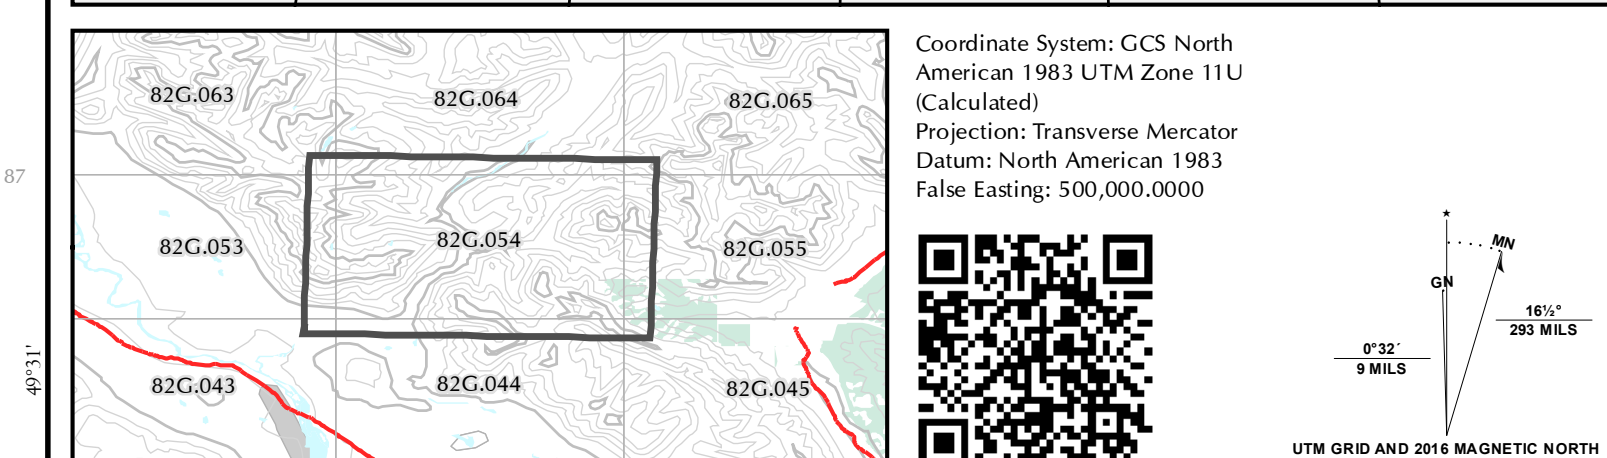 82G.063
82G.064
82G.065
87
82G.053
82G.054
82G.055
49°31'
82G.043
82G.044
82G.045
Coordinate System: GCS North
American 1983 UTM Zone 11U
(Calculated)
Projection: Transverse Mercator
Datum: North American 1983
False Easting: 500,000.0000
MN
GN
16½°
293 MILS
0°32´
9 MILS
UTM GRID AND 2016 MAGNETIC NORTH